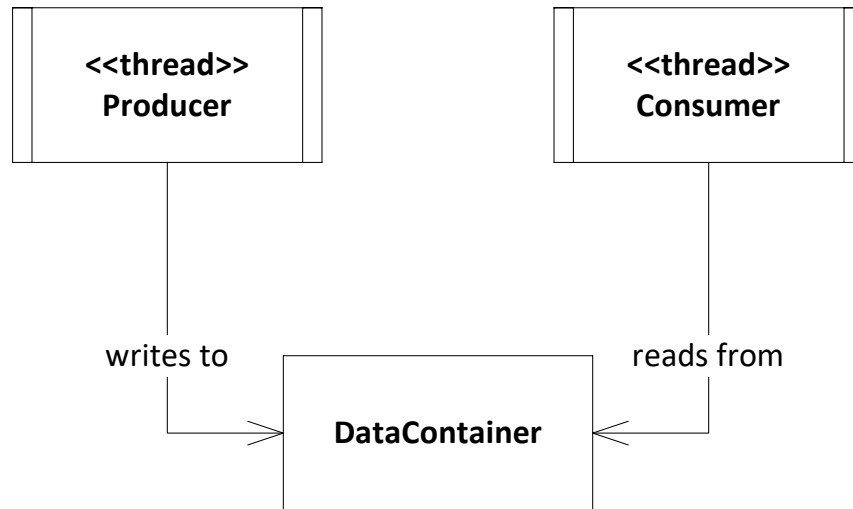 <<thread>>
Producer
<<thread>>
Consumer
writes to
reads from
DataContainer